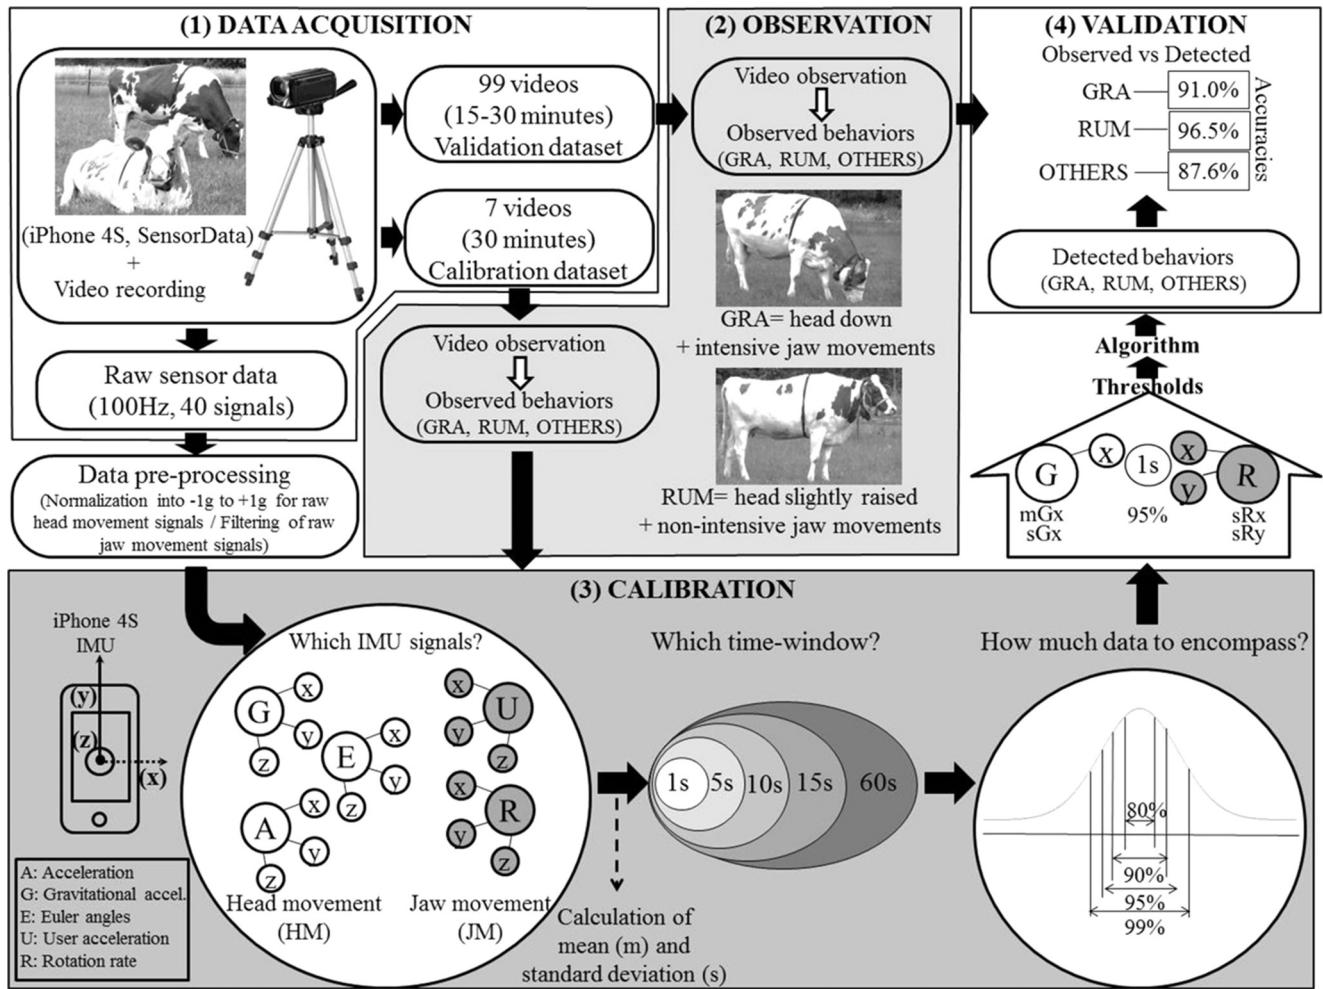 (1) DATA ACQUISITION
(iPhone 4S, SensorData)
+
Video recording
99 videos
(15-30 minutes)
Validation dataset
7 videos
(30 minutes)
Calibration dataset
Raw sensor data
(100Hz, 40 signals)
Data pre-processing
(Normalization into -1g to +1g for raw
head movement signals / Filtering of raw
jaw movement signals)
(2) OBSERVATION
Video observation
Observed behaviors
(GRA, RUM, OTHERS)
GRA= head down
+ intensive jaw movements
RUM= head slightly raised
+ non-intensive jaw movements
Video observation
Observed behaviors
(GRA, RUM, OTHERS)
(4) VALIDATION
Observed vs Detected
GRA 91.0%
RUM 96.5%
OTHERS 87.6%
Accuracies
Detected behaviors
(GRA, RUM, OTHERS)
Algorithm
Thresholds
G x 1s x y R
mGx
sGx
95%
sRx
sRy
(3) CALIBRATION
iPhone 4S
IMU
(y)
(z)
(x)
A: Acceleration
G: Gravitational accel.
E: Euler angles
U: User acceleration
R: Rotation rate
Which IMU signals?
G x y z
E x y z
A x y z
Head movement
(HM)
U x y z
R x y z
Jaw movement
(JM)
Calculation of
mean (m) and
standard deviation (s)
Which time-window?
1s 5s 10s 15s 60s
How much data to encompass?
80%
90%
95%
99%